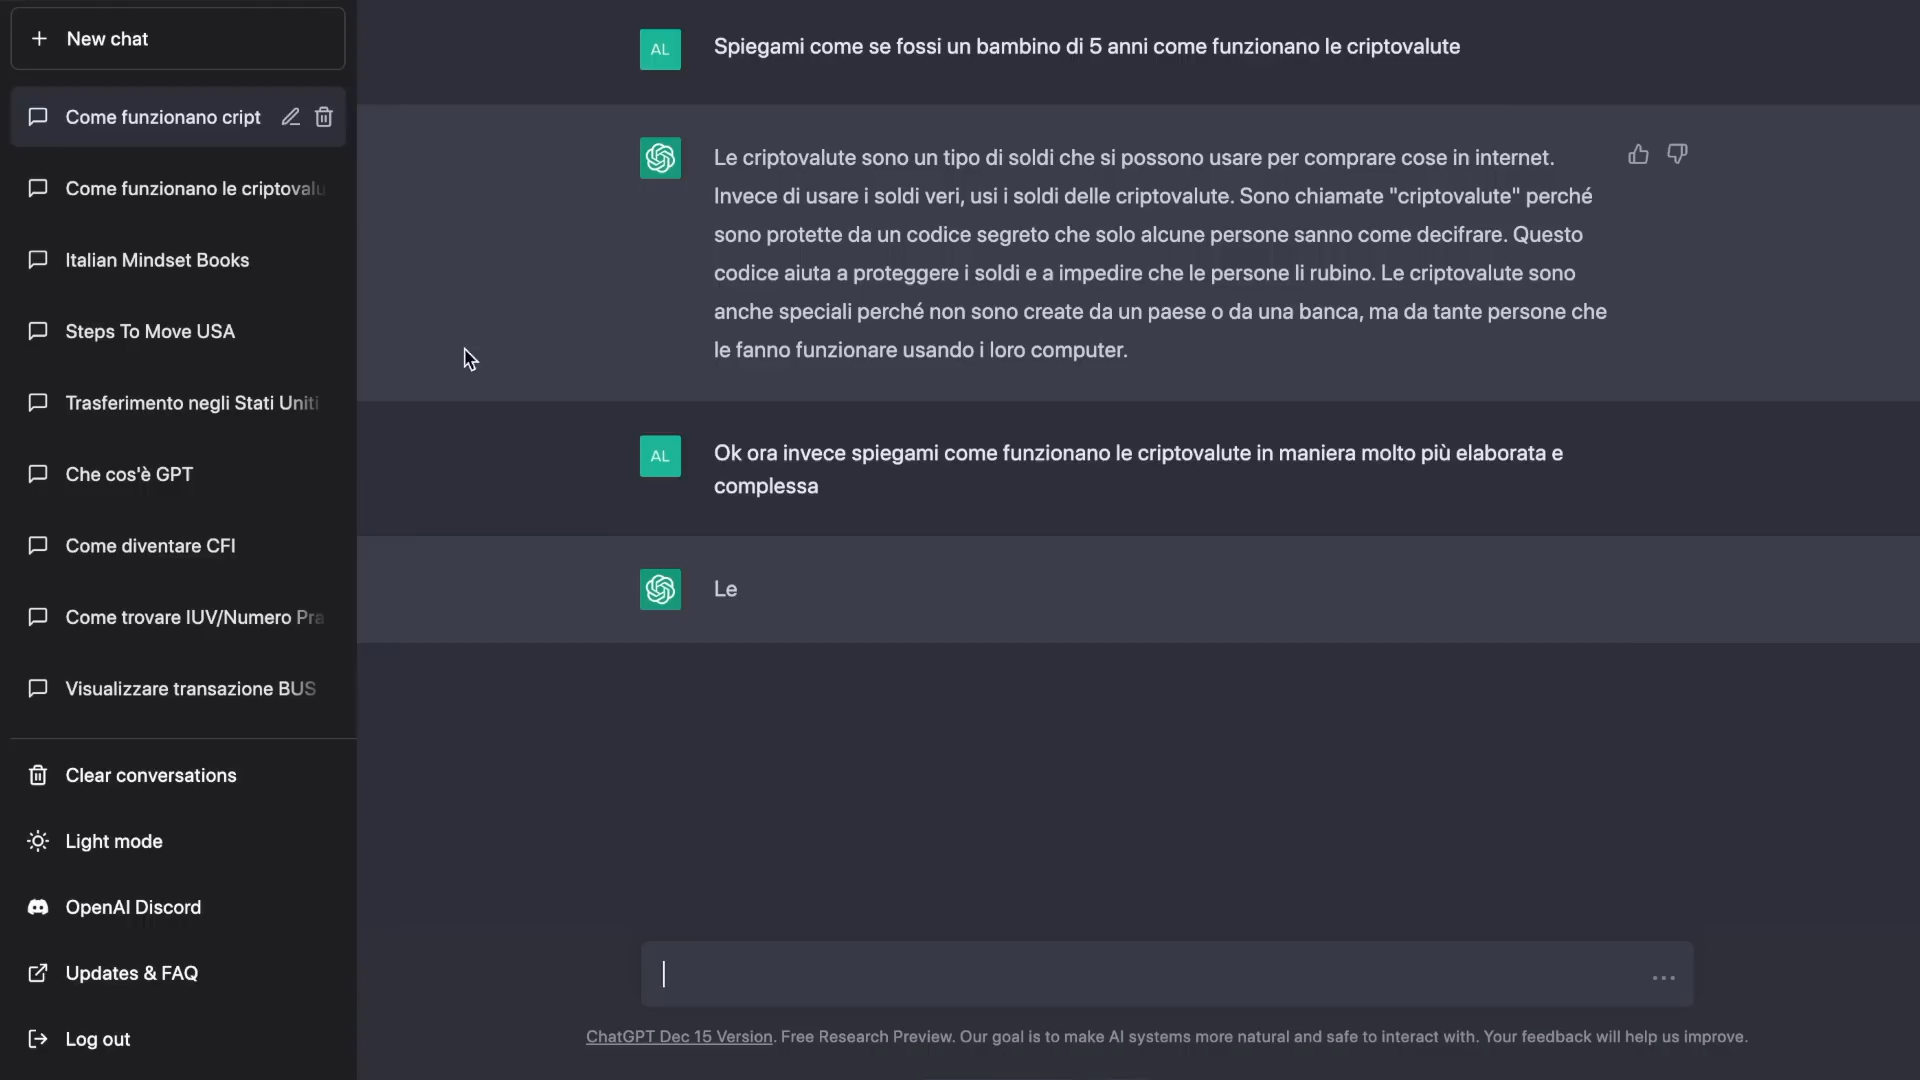 New chat
Come funzionano cript
Come funzionano le criptovalu
Italian Mindset Books
Steps To Move USA
Trasferimento negli Stati Uniti
Che cos'è GPT
Come diventare CFI
Come trovare IUV/Numero Pra
Visualizzare transazione BUS
Clear conversations
Light mode
OpenAI Discord
Updates & FAQ
Log out
AL
Spiegami come se fossi un bambino di 5 anni come funzionano le criptovalute
Le criptovalute sono un tipo di soldi che si possono usare per comprare cose in internet.
Invece di usare i soldi veri, usi i soldi delle criptovalute. Sono chiamate "criptovalute" perché
sono protette da un codice segreto che solo alcune persone sanno come decifrare. Questo
codice aiuta a proteggere i soldi e a impedire che le persone li rubino. Le criptovalute sono
anche speciali perché non sono create da un paese o da una banca, ma da tante persone che
le fanno funzionare usando i loro computer.
AL
Ok ora invece spiegami come funzionano le criptovalute in maniera molto più elaborata e
complessa
Le
ChatGPT Dec 15 Version. Free Research Preview. Our goal is to make AI systems more natural and safe to interact with. Your feedback will help us improve.